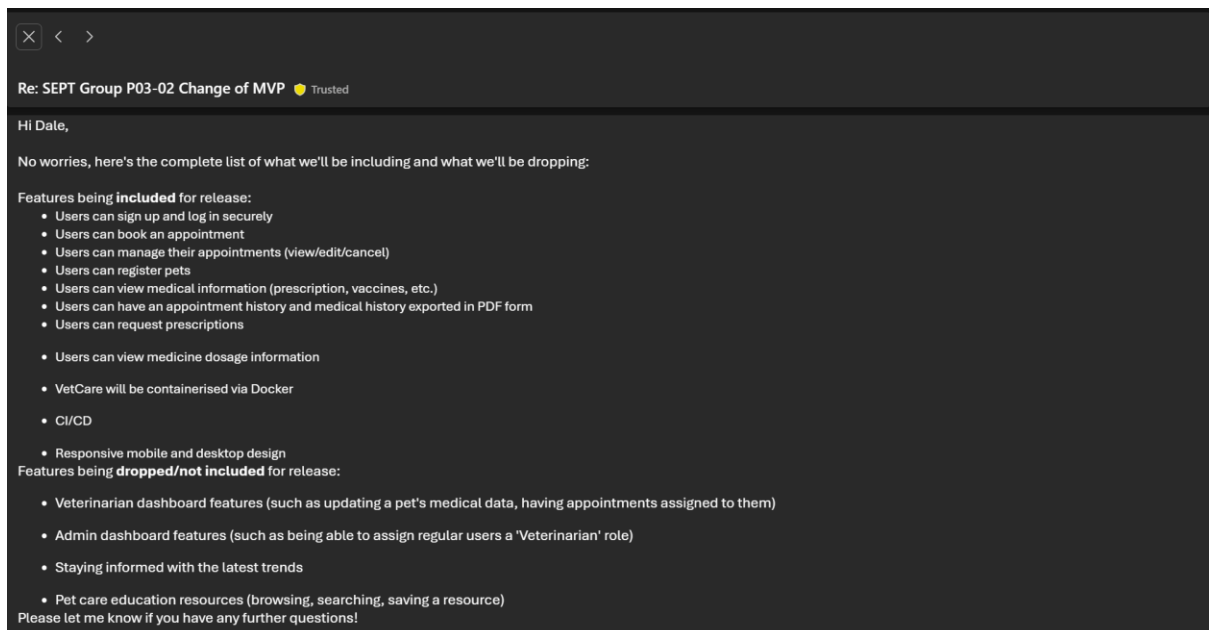 Re: SEPT Group P03-02 Change of MVP Trusted
Hi Dale,
No worries, here's the complete list of what we'll be including and what we'll be dropping:
Features being included for release:
• Users can sign up and log in securely
• Users can book an appointment
• Users can manage their appointments (view/edit/cancel)
• Users can register pets
• Users can view medical information (prescription, vaccines, etc.)
• Users can have an appointment history and medical history exported in PDF form
• Users can request prescriptions
• Users can view medicine dosage information
• VetCare will be containerised via Docker
• CI/CD
• Responsive mobile and desktop design
Features being dropped/not included for release:
• Veterinarian dashboard features (such as updating a pet's medical data, having appointments assigned to them)
• Admin dashboard features (such as being able to assign regular users a 'Veterinarian' role)
• Staying informed with the latest trends
• Pet care education resources (browsing, searching, saving a resource)
Please let me know if you have any further questions!